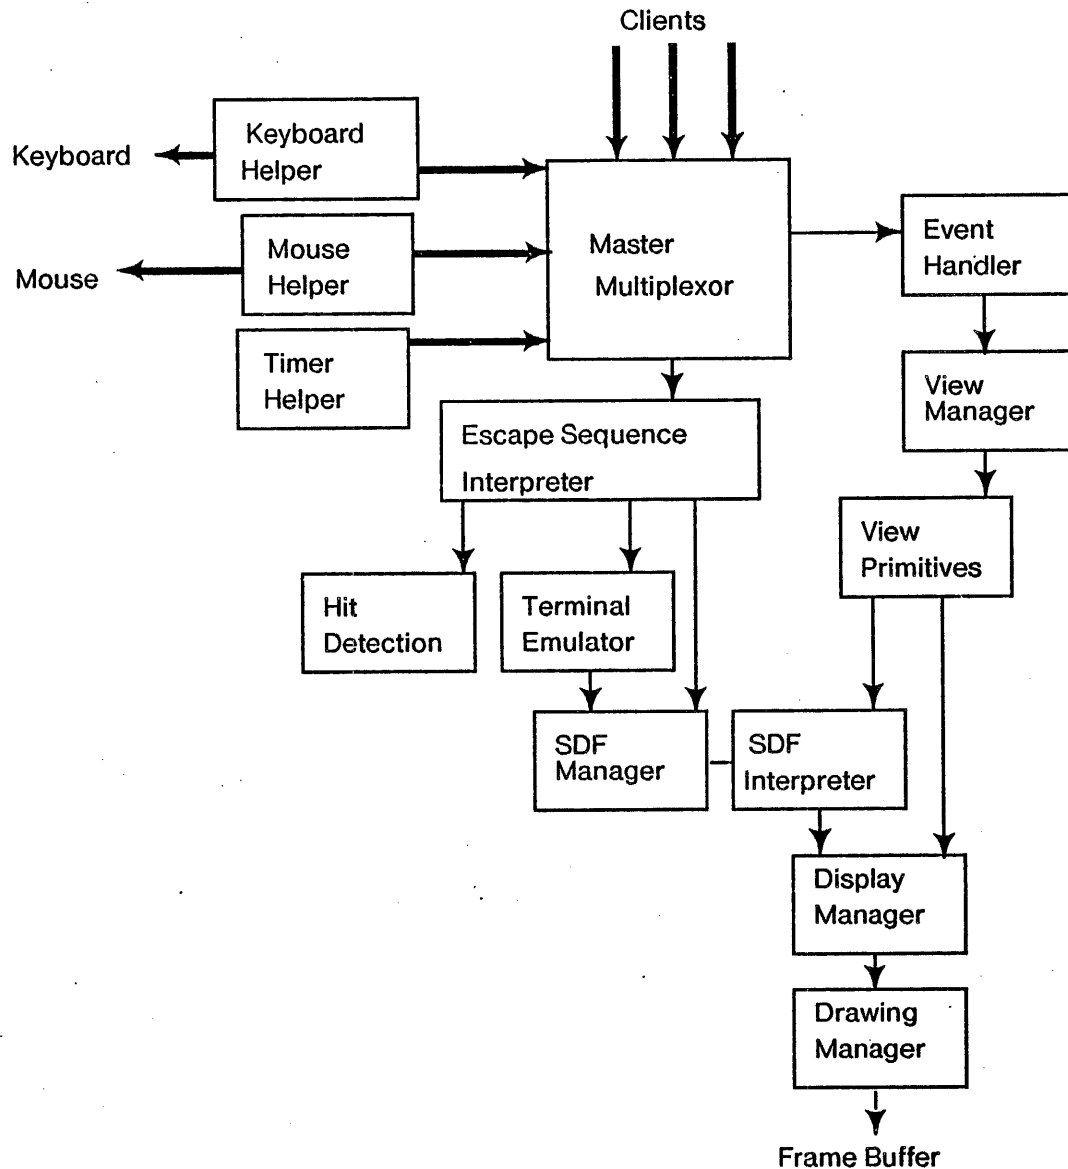 Clients
Keyboard
Keyboard
Helper
Mouse
Mouse
Helper
Timer
Helper
Master
Multiplexor
Event
Handler
View
Manager
Escape Sequence
Interpreter
View
Primitives
Hit
Detection
Terminal
Emulator
SDF
Manager
SDF
Interpreter
Display
Manager
Drawing
Manager
Frame Buffer